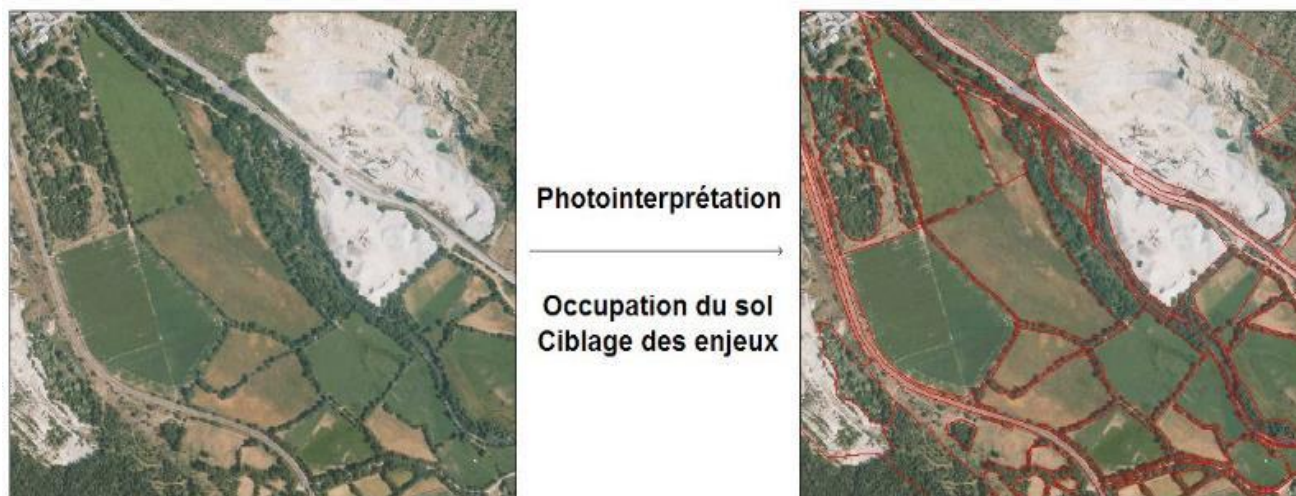 Photointerprétation
Occupation du sol
Ciblage des enjeux